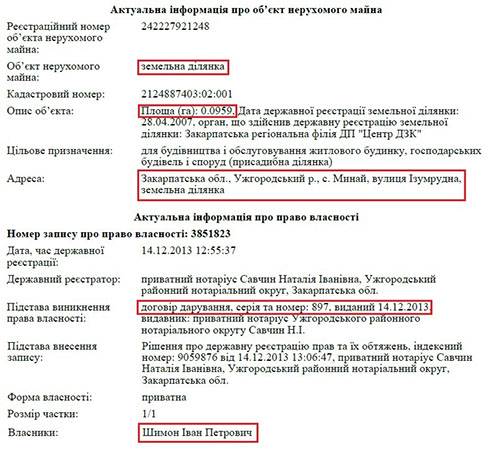 Актуальна інформація про об’єкт нерухомого майна
Реєстраційний номер 242227921248
об’єкта нерухомого
майна:
Об’єкт нерухомого земельна ділянка
майна:
Кадастровий номер: 2124887403:02:001
Опис об’єкта: Площа (га): 0.0959, Дата державної реєстрації земельної
ділянки:
28.04.2007, орган, що здійснив державну реєстрацію земельної
ділянки: Закарпатська регіональна філія ДП "Центр ДЗК"
Цільове призначення: для будівництва і обслуговування житлового будинку, господарських
будівель і споруд (присадибна ділянка)
Адреса: Закарпатська обл., Ужгородський р., с. Минай, вулиця Ізумрудна,
земельна ділянка
Актуальна інформація про право власності
Номер запису про право власності: 3851823
Дата, час державної 14.12.2013 12:55:37
реєстрації:
Державний реєстратор: приватний нотаріус Савчин Наталія Іванівна, Ужгородський
районний нотаріальний округ, Закарпатська обл.
Підстава виникнення договір дарування, серія та номер: 897, виданий 14.12.2013,
права власності: видавник: приватний нотаріус Ужгородського районного
нотаріального округу Савчин Н.І.
Підстава внесення Рішення про державну реєстрацію прав та їх обтяжень, індексний
запису: номер: 9059876 від 14.12.2013 13:06:47, приватний нотаріус Савчин
Наталія Іванівна, Ужгородський районний нотаріальний округ,
Закарпатська обл.
Форма власності: приватна
Розмір частки: 1/1
Власники: Шимон Іван Петрович